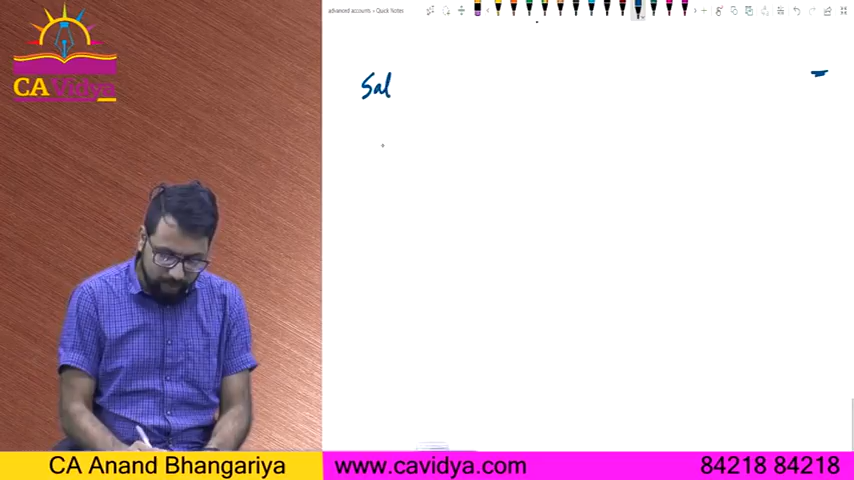 advanced accounts - Quick Notes
Sal
CA Vidya
CA Anand Bhangariya
www.cavidya.com
84218 84218